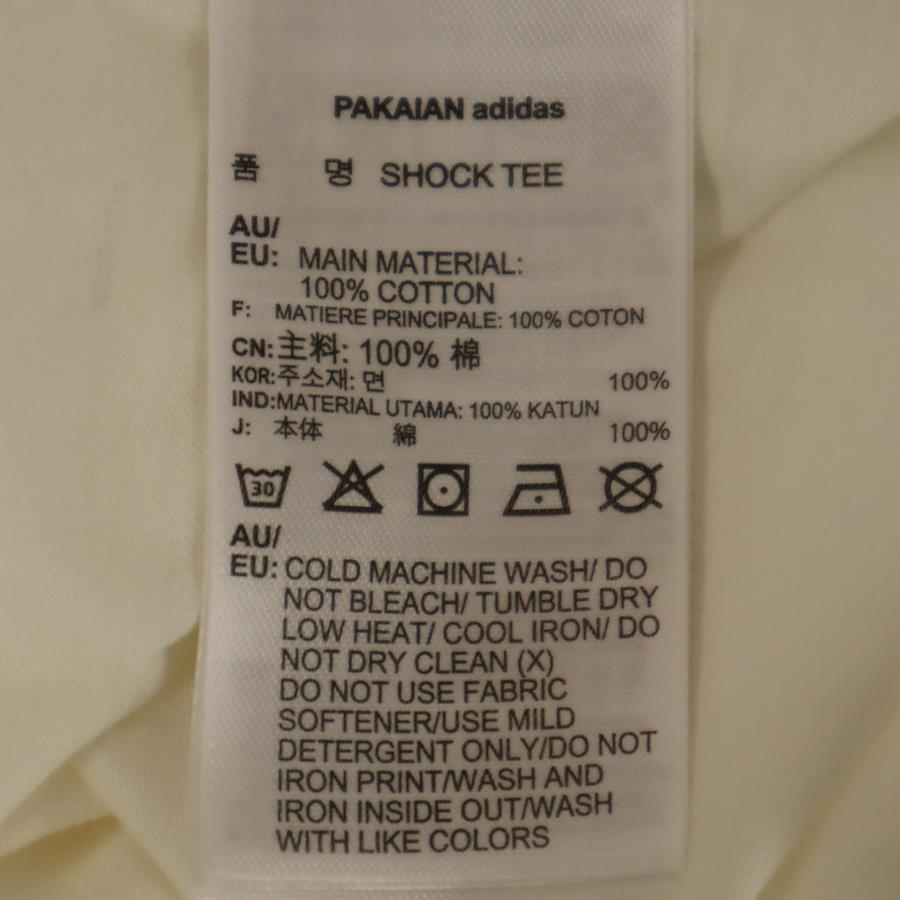 PAKAIAN adidas
품 명 SHOCK TEE
AU/
EU: MAIN MATERIAL:
100% COTTON
F: MATIERE PRINCIPALE: 100% COTON
CN:主料: 100% 棉
KOR:주소재: 면 100%
IND:MATERIAL UTAMA: 100% KATUN
J: 本体 綿 100%
30
AU/
EU: COLD MACHINE WASH/ DO
NOT BLEACH/ TUMBLE DRY
LOW HEAT/ COOL IRON/ DO
NOT DRY CLEAN (X)
DO NOT USE FABRIC
SOFTENER/USE MILD
DETERGENT ONLY/DO NOT
IRON PRINT/WASH AND
IRON INSIDE OUT/WASH
WITH LIKE COLORS